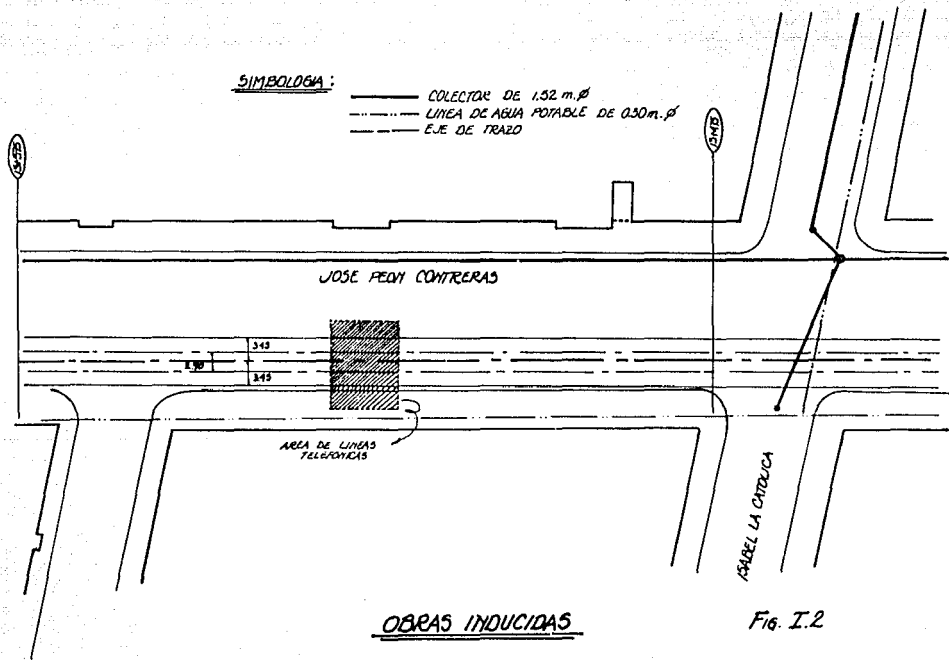 SIMBOLOGIA:
COLECTOR DE 1.52 m.Ø
LINEA DE AGUA POTABLE DE 0.50 m.Ø
EJE DE TRAZO
JOSE PEON CONTRERAS
3.45
3.45
AREA DE LINEAS
TELEFONICAS
ISABEL LA CATOLICA
OBRAS INDUCIDAS
FIG. I.2